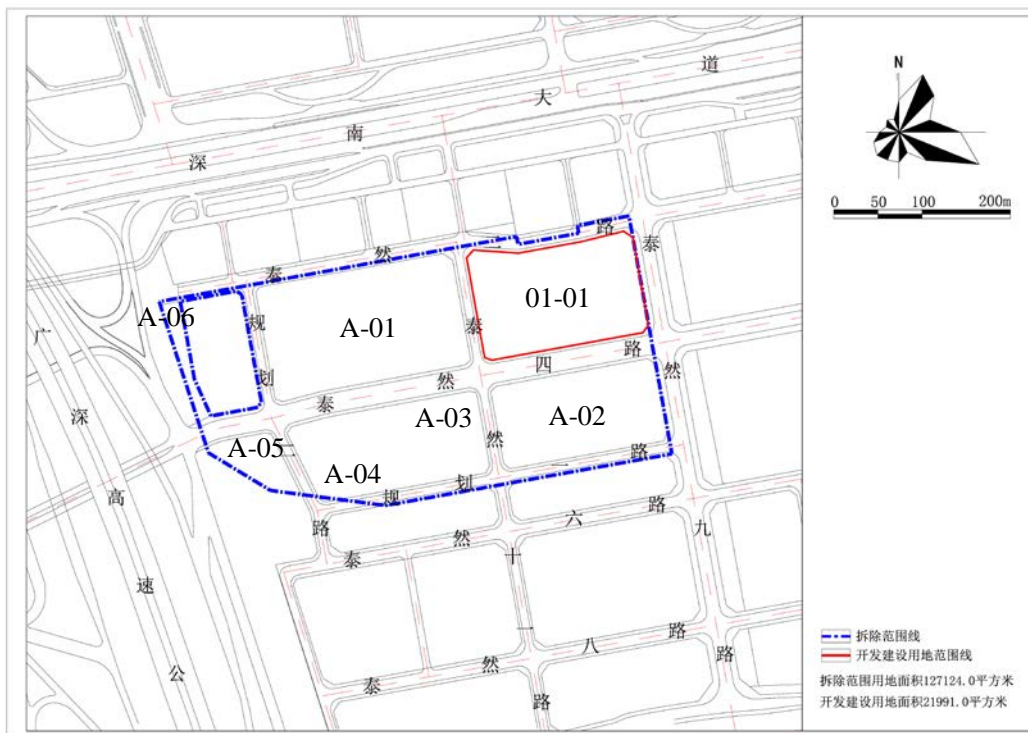 深南大道
N
0 50 100 200m
泰然二路
泰然九路
01-01
A-06
A-01
广深高速公
规划二路
泰然十一路
泰然四路
A-03
A-02
A-05
A-04
规划一路
泰然六路
泰然八路
拆除范围线
开发建设用地范围线
拆除范围用地面积127124.0平方米
开发建设用地面积21991.0平方米